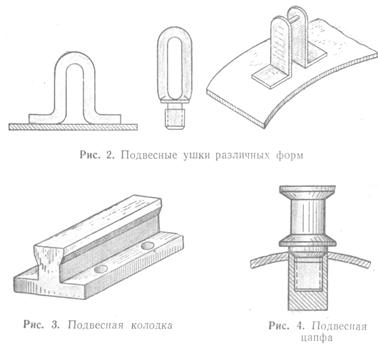 Рис. 2. Подвесные ушки различных форм
Рис. 3. Подвесная колодка
Рис. 4. Подвесная
цапфа